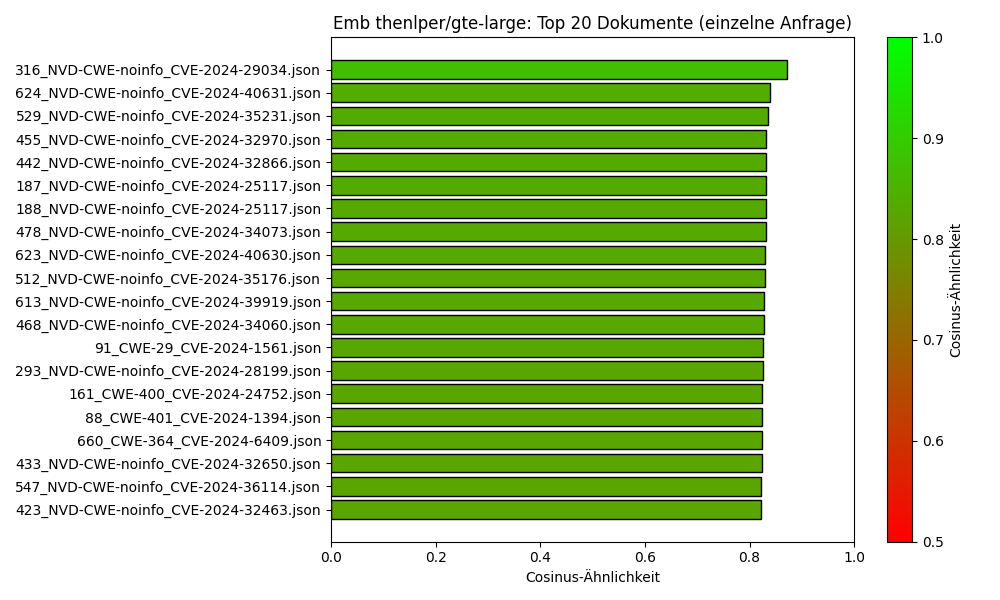 Emb thenlper/gte-large: Top 20 Dokumente (einzelne Anfrage)
316_NVD-CWE-noinfo_CVE-2024-29034.json
624_NVD-CWE-noinfo_CVE-2024-40631.json
529_NVD-CWE-noinfo_CVE-2024-35231.json
455_NVD-CWE-noinfo_CVE-2024-32970.json
442_NVD-CWE-noinfo_CVE-2024-32866.json
187_NVD-CWE-noinfo_CVE-2024-25117.json
188_NVD-CWE-noinfo_CVE-2024-25117.json
478_NVD-CWE-noinfo_CVE-2024-34073.json
623_NVD-CWE-noinfo_CVE-2024-40630.json
512_NVD-CWE-noinfo_CVE-2024-35176.json
613_NVD-CWE-noinfo_CVE-2024-39919.json
468_NVD-CWE-noinfo_CVE-2024-34060.json
91_CWE-29_CVE-2024-1561.json
293_NVD-CWE-noinfo_CVE-2024-28199.json
161_CWE-400_CVE-2024-24752.json
88_CWE-401_CVE-2024-1394.json
660_CWE-364_CVE-2024-6409.json
433_NVD-CWE-noinfo_CVE-2024-32650.json
547_NVD-CWE-noinfo_CVE-2024-36114.json
423_NVD-CWE-noinfo_CVE-2024-32463.json
0.0 0.2 0.4 0.6 0.8 1.0
Cosinus-Ähnlichkeit
1.0
0.9
0.8
0.7
0.6
0.5
Cosinus-Ähnlichkeit